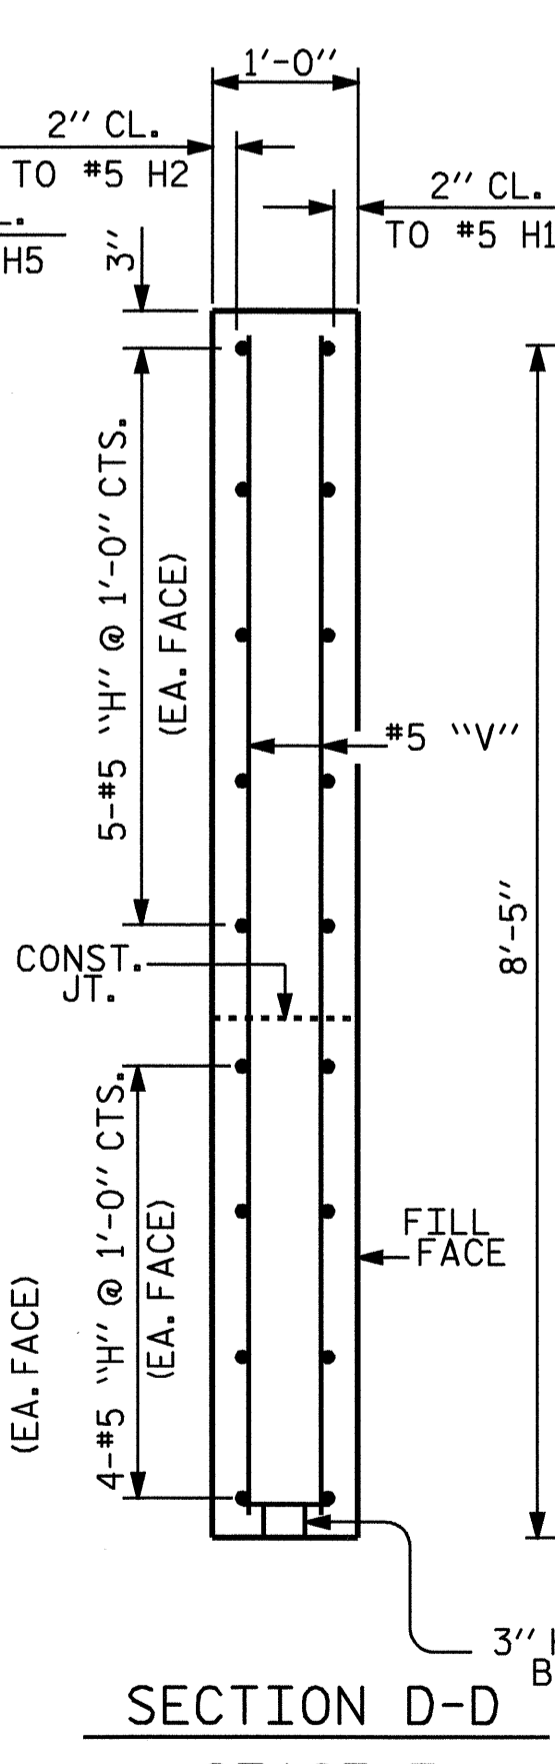 1'-0"
2" CL.
TO #5 H2
2" CL.
TO #5 H1
H5
3"
5-#5 "H" @ 1'-0" CTS.
(EA. FACE)
#5 "V"
8'-5"
CONST.
JT.
4-#5 "H" @ 1'-0" CTS.
(EA. FACE)
FILL
FACE
(EA. FACE)
3"
B
SECTION D-D